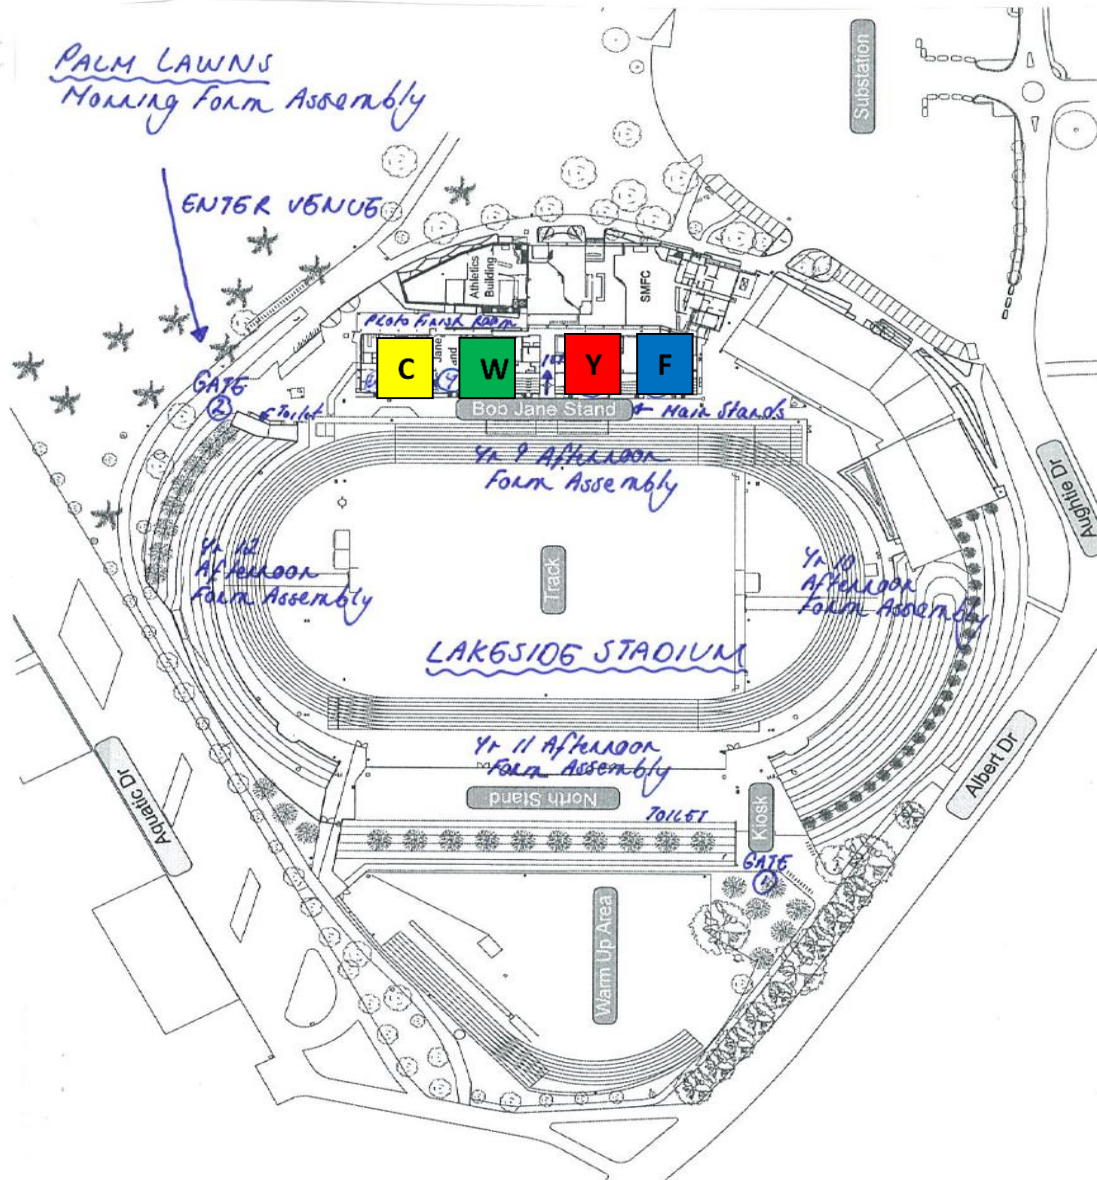 PALM LAWNS
Morning Form Assembly
ENTER VENUE
Substation
Athletics
Building
SMFC
Photo Finish Room
Jane
and
C
W
Y
F
1st
GATE
2
Toilet
Bob Jane Stand
Main Stands
Yr 9 Afternoon
Form Assembly
Aughtie Dr
Yr 12
Afternoon
Form Assembly
Track
Yr 10
Afternoon
Form Assembly
LAKESIDE STADIUM
Yr 11 Afternoon
Form Assembly
North Stand
TOILET
Kiosk
Albert Dr
Aquatic Dr
GATE
1
Warm Up Area